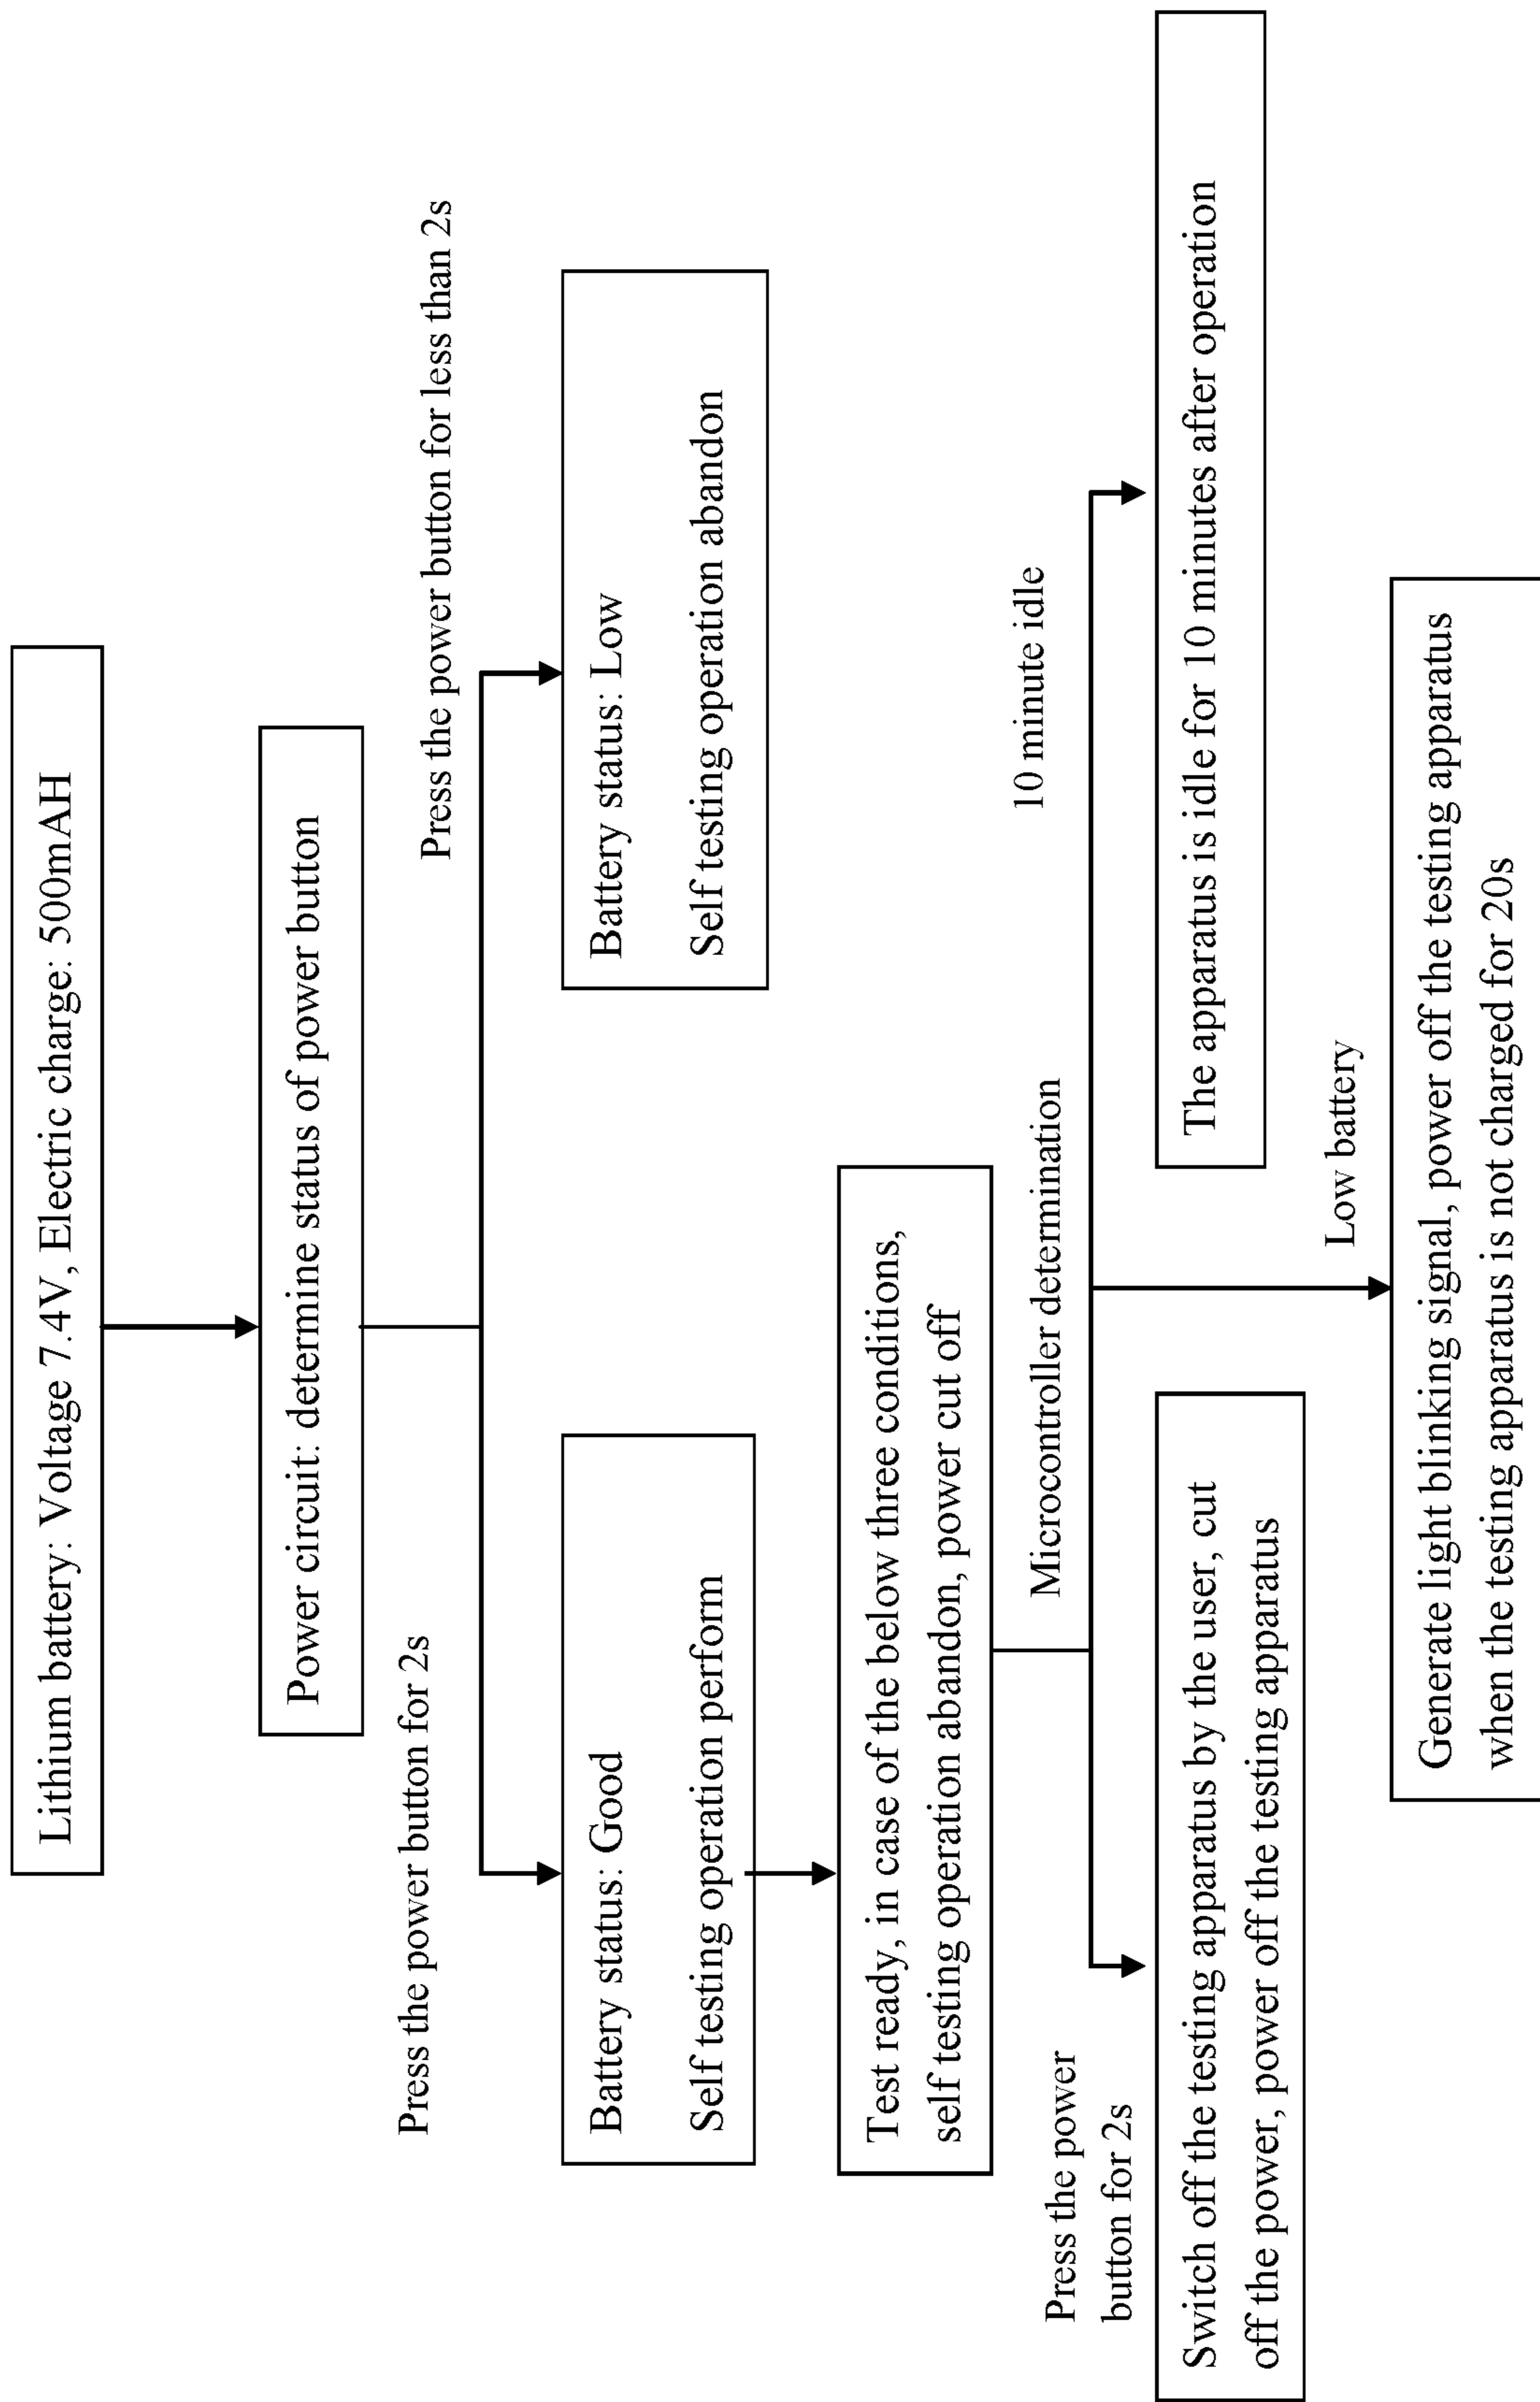 Lithium battery: Voltage 7.4V, Electric charge: 500mAH
Power circuit: determine status of power button
Press the power button for 2s
Press the power button for less than 2s
Battery status: Good
Self testing operation perform
Battery status: Low
Self testing operation abandon
Test ready, in case of the below three conditions,
self testing operation abandon, power cut off
Press the power
button for 2s
Microcontroller determination
10 minute idle
Switch off the testing apparatus by the user, cut
off the power, power off the testing apparatus
The apparatus is idle for 10 minutes after operation
Low battery
Generate light blinking signal, power off the testing apparatus
when the testing apparatus is not charged for 20s